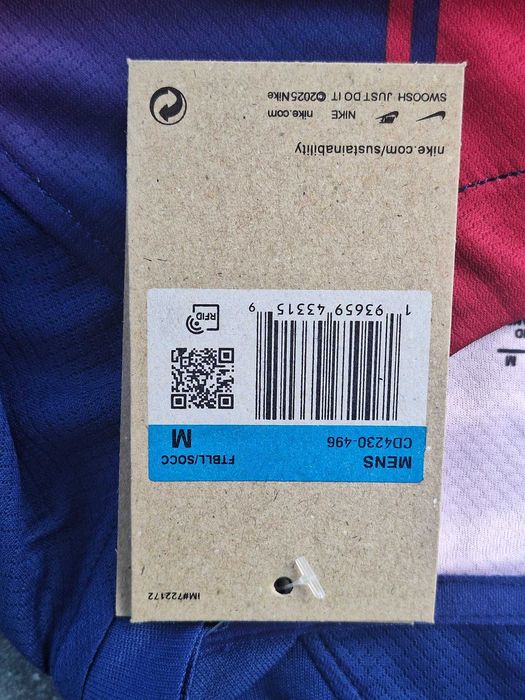 IM#722172
MENS FTBLL/SOCC
CD4230-496 M
RFID
1 93659 43315 9
nike.com/sustainability
NIKE nike.com
SWOOSH JUST DO IT ©2025Nike
M